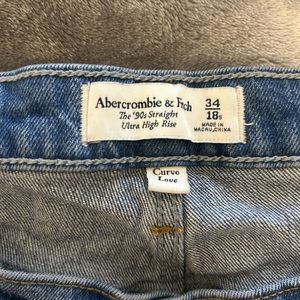 Abercrombie & Fitch
The '90s Straight
Ultra High Rise
34
18s
MADE IN
MACAU, CHINA
Curve
Love